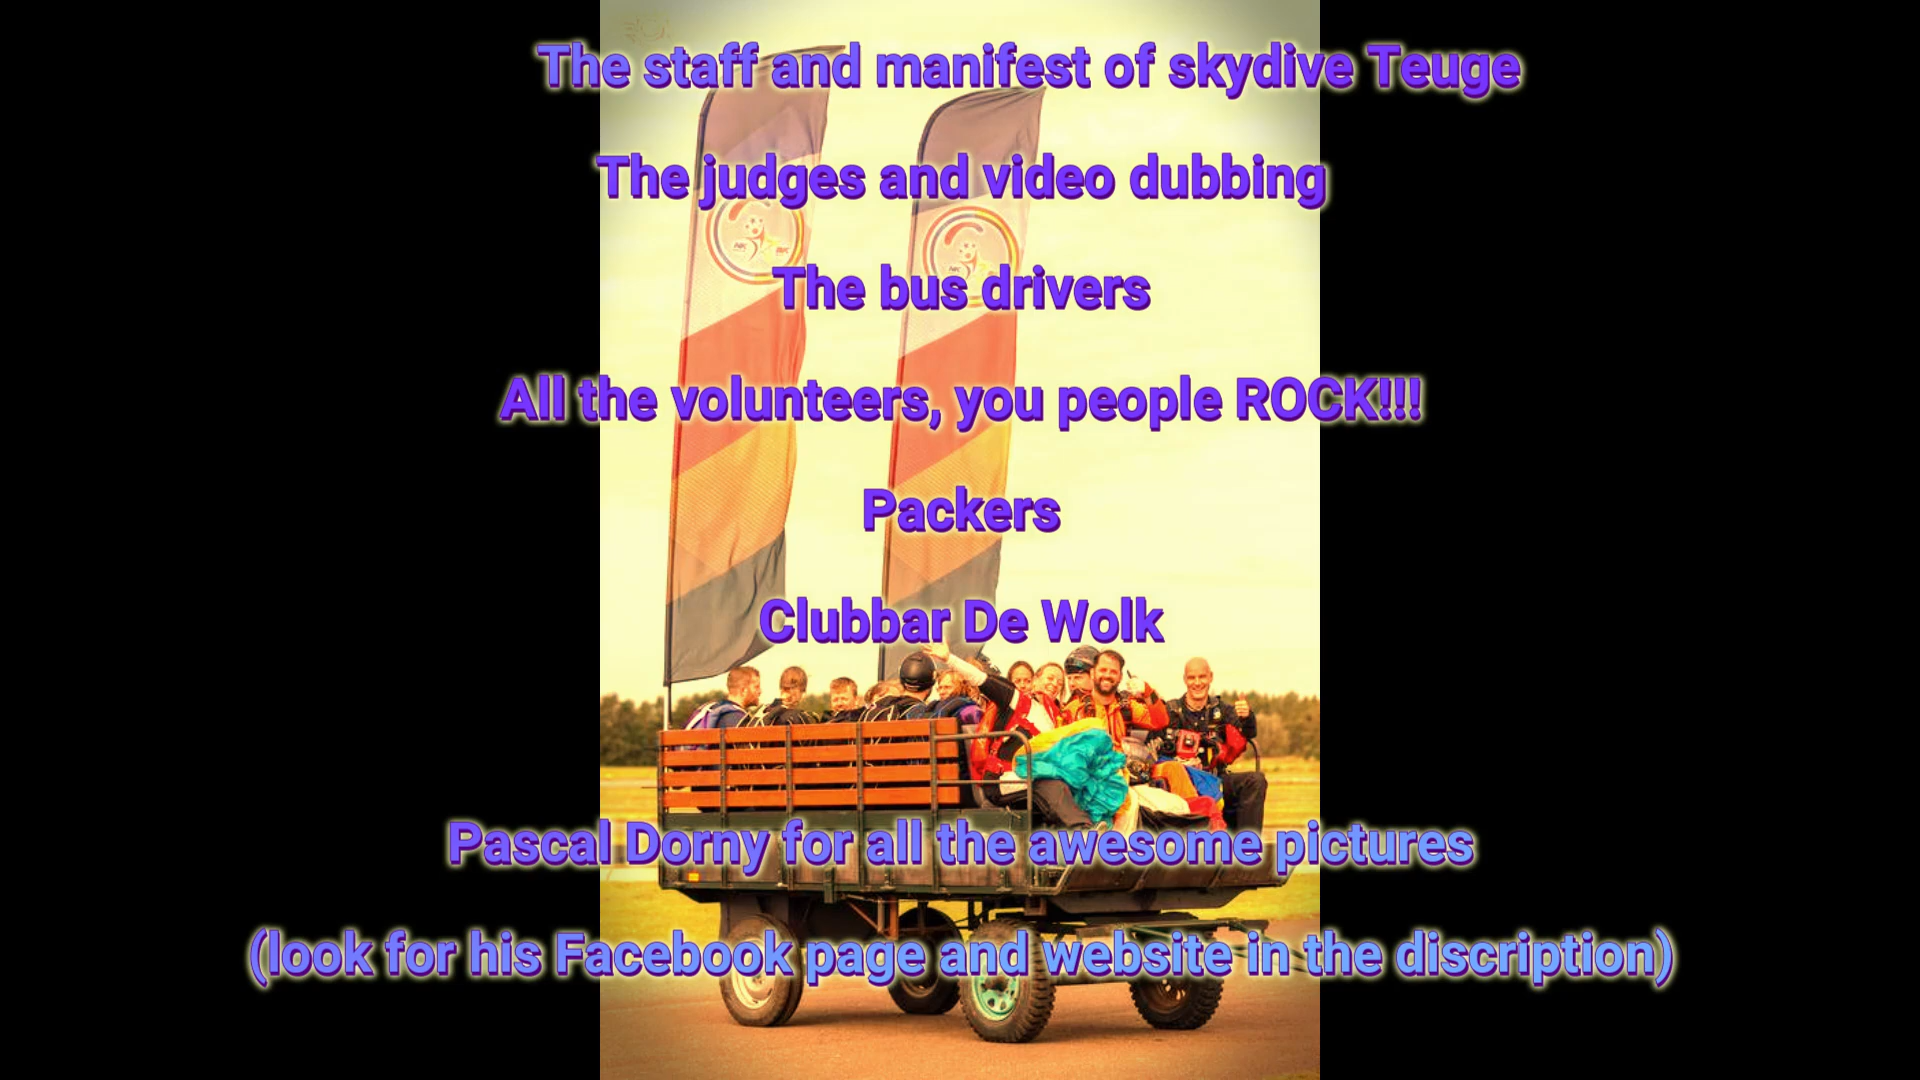 The staff and manifest of skydive Teuge
The judges and video dubbing
The bus drivers
All the volunteers, you people ROCK!!!
Packers
Clubbar De Wolk
Pascal Dorny for all the awesome pictures
(look for his Facebook page and website in the discription)